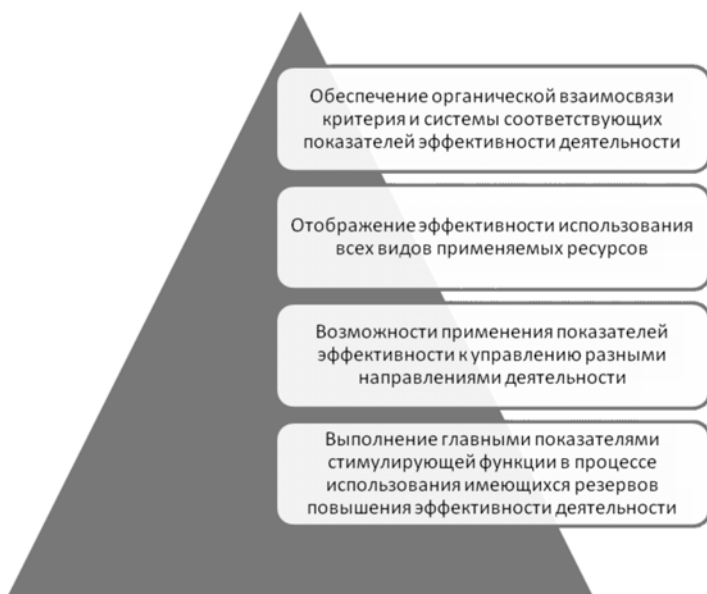 Обеспечение органической взаимосвязи
критерия и системы соответствующих
показателей эффективности деятельности
Отображение эффективности использования
всех видов применяемых ресурсов
Возможности применения показателей
эффективности к управлению разными
направлениями деятельности
Выполнение главными показателями
стимулирующей функции в процессе
использования имеющихся резервов
повышения эффективности деятельности